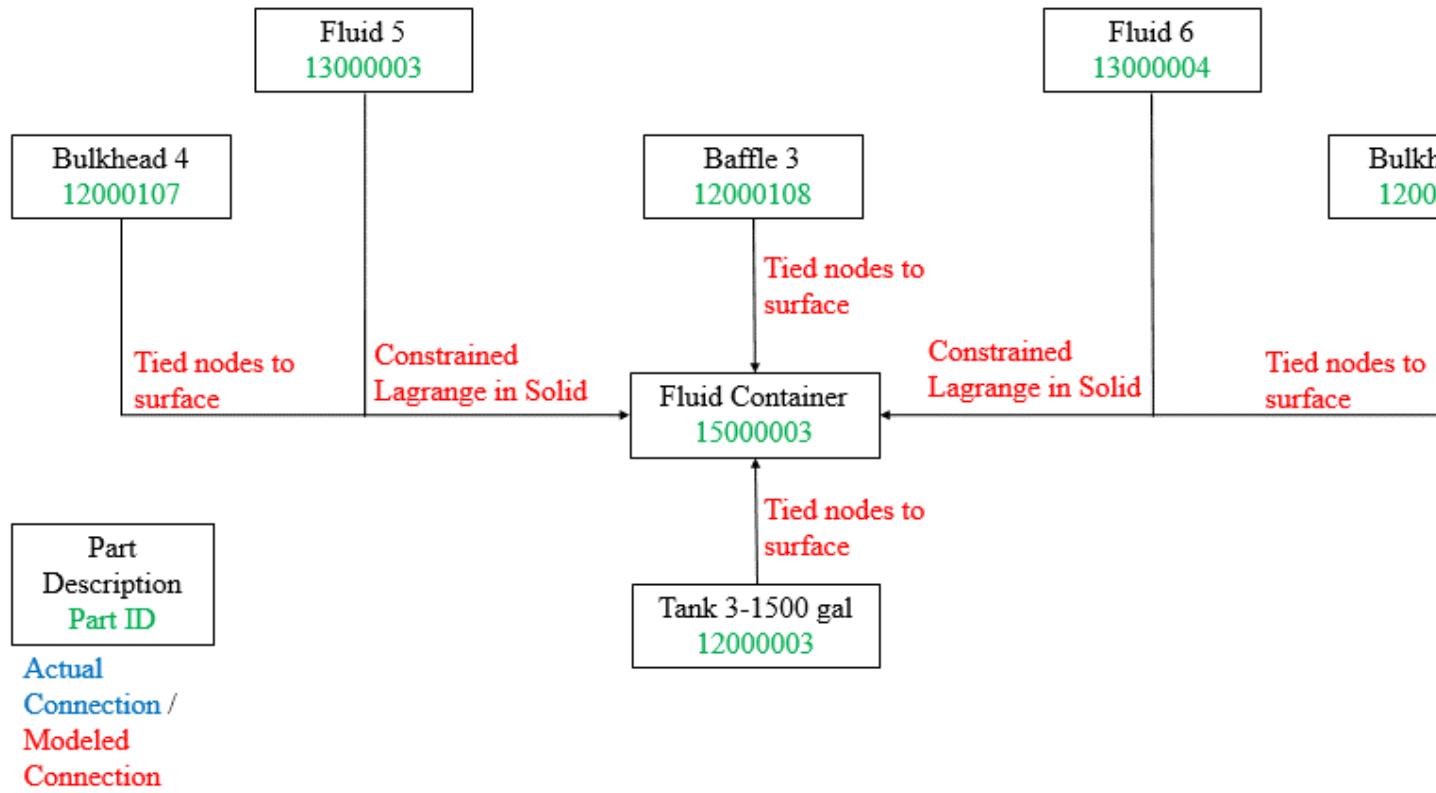 Fluid 5
13000003
Fluid 6
13000004
Bulkhead 4
12000107
Baffle 3
12000108
Tied nodes to
surface
Tied nodes to
surface
Constrained
Lagrange in Solid
Fluid Container
15000003
Constrained
Lagrange in Solid
Tied nodes to
surface
Tied nodes to
surface
Tank 3-1500 gal
12000003
Part
Description
Part ID
Actual
Connection /
Modeled
Connection